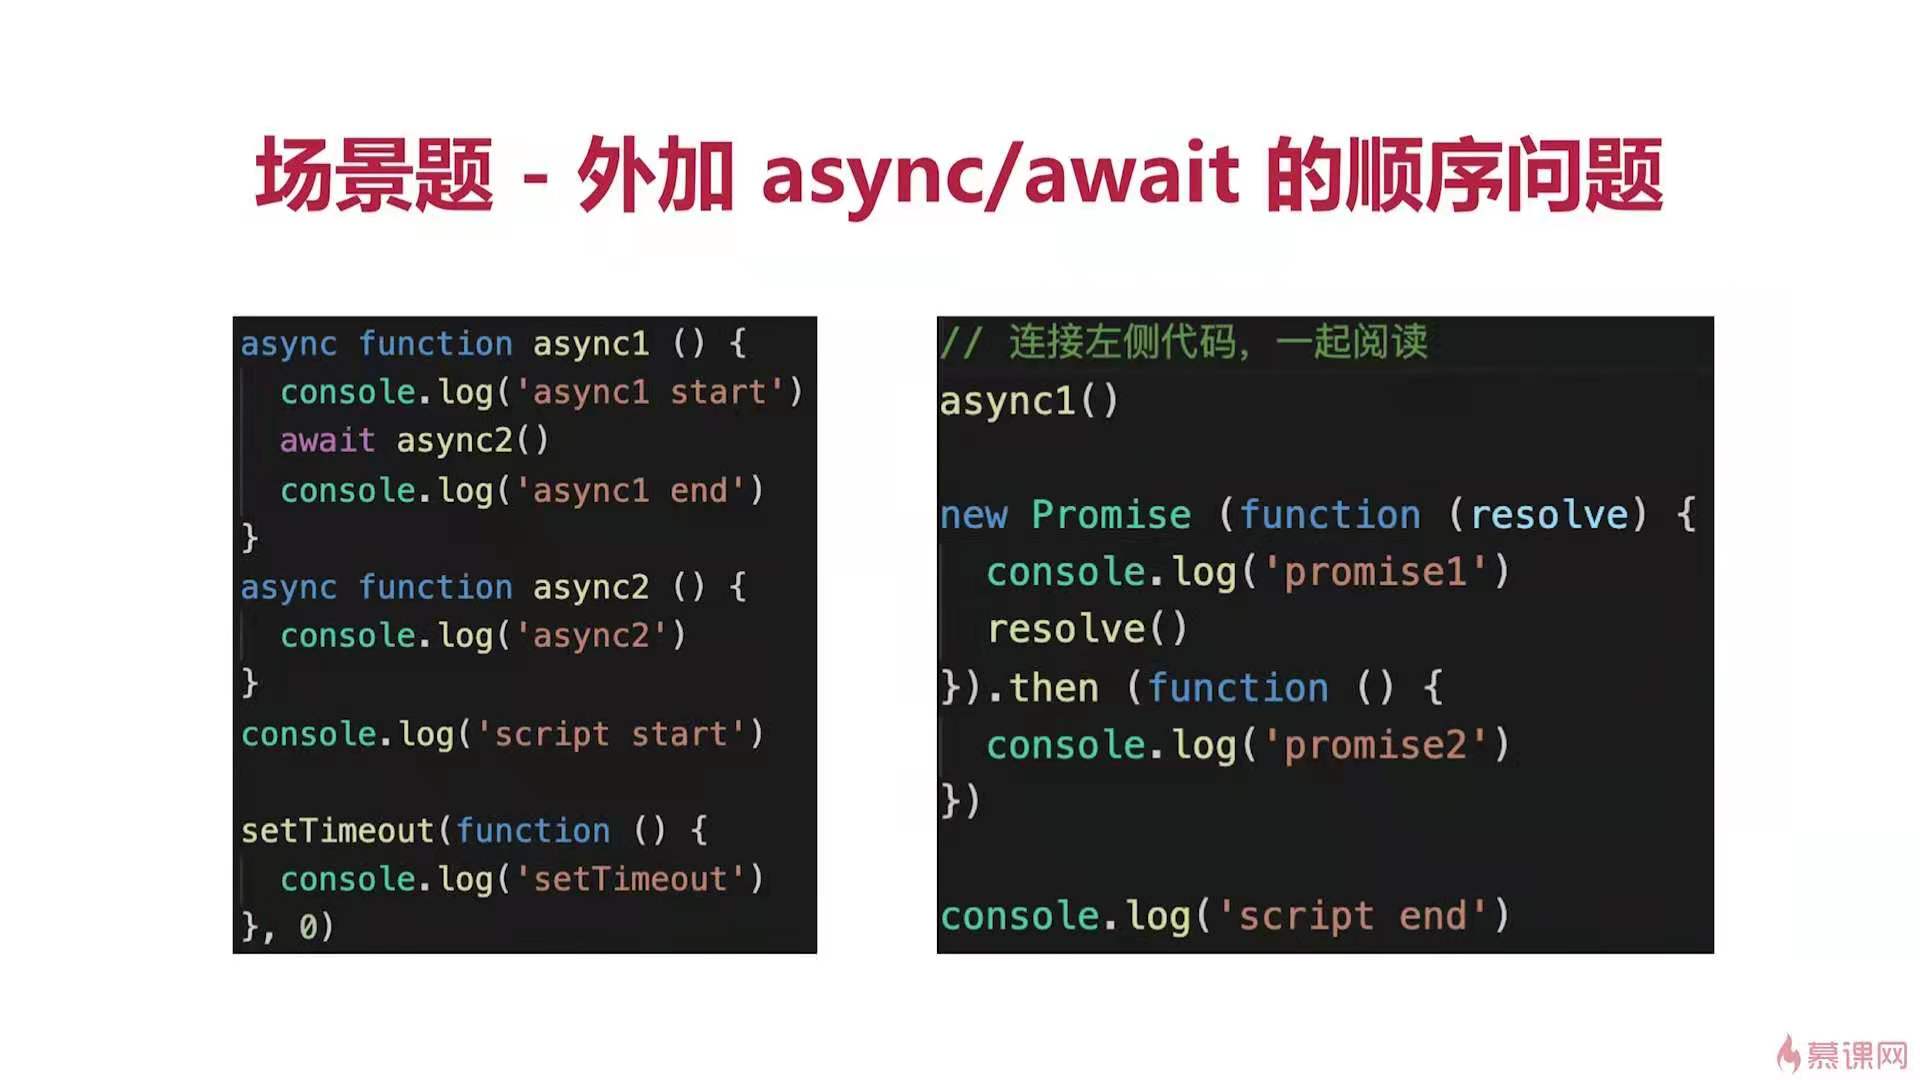 场景题 - 外加 async/await 的顺序问题
async function async1 () {
  console.log('async1 start')
  await async2()
  console.log('async1 end')
}
async function async2 () {
  console.log('async2')
}
console.log('script start')
setTimeout(function () {
  console.log('setTimeout')
}, 0)
// 连接左侧代码，一起阅读
async1()
new Promise (function (resolve) {
  console.log('promise1')
  resolve()
}).then (function () {
  console.log('promise2')
})
console.log('script end')
慕课网